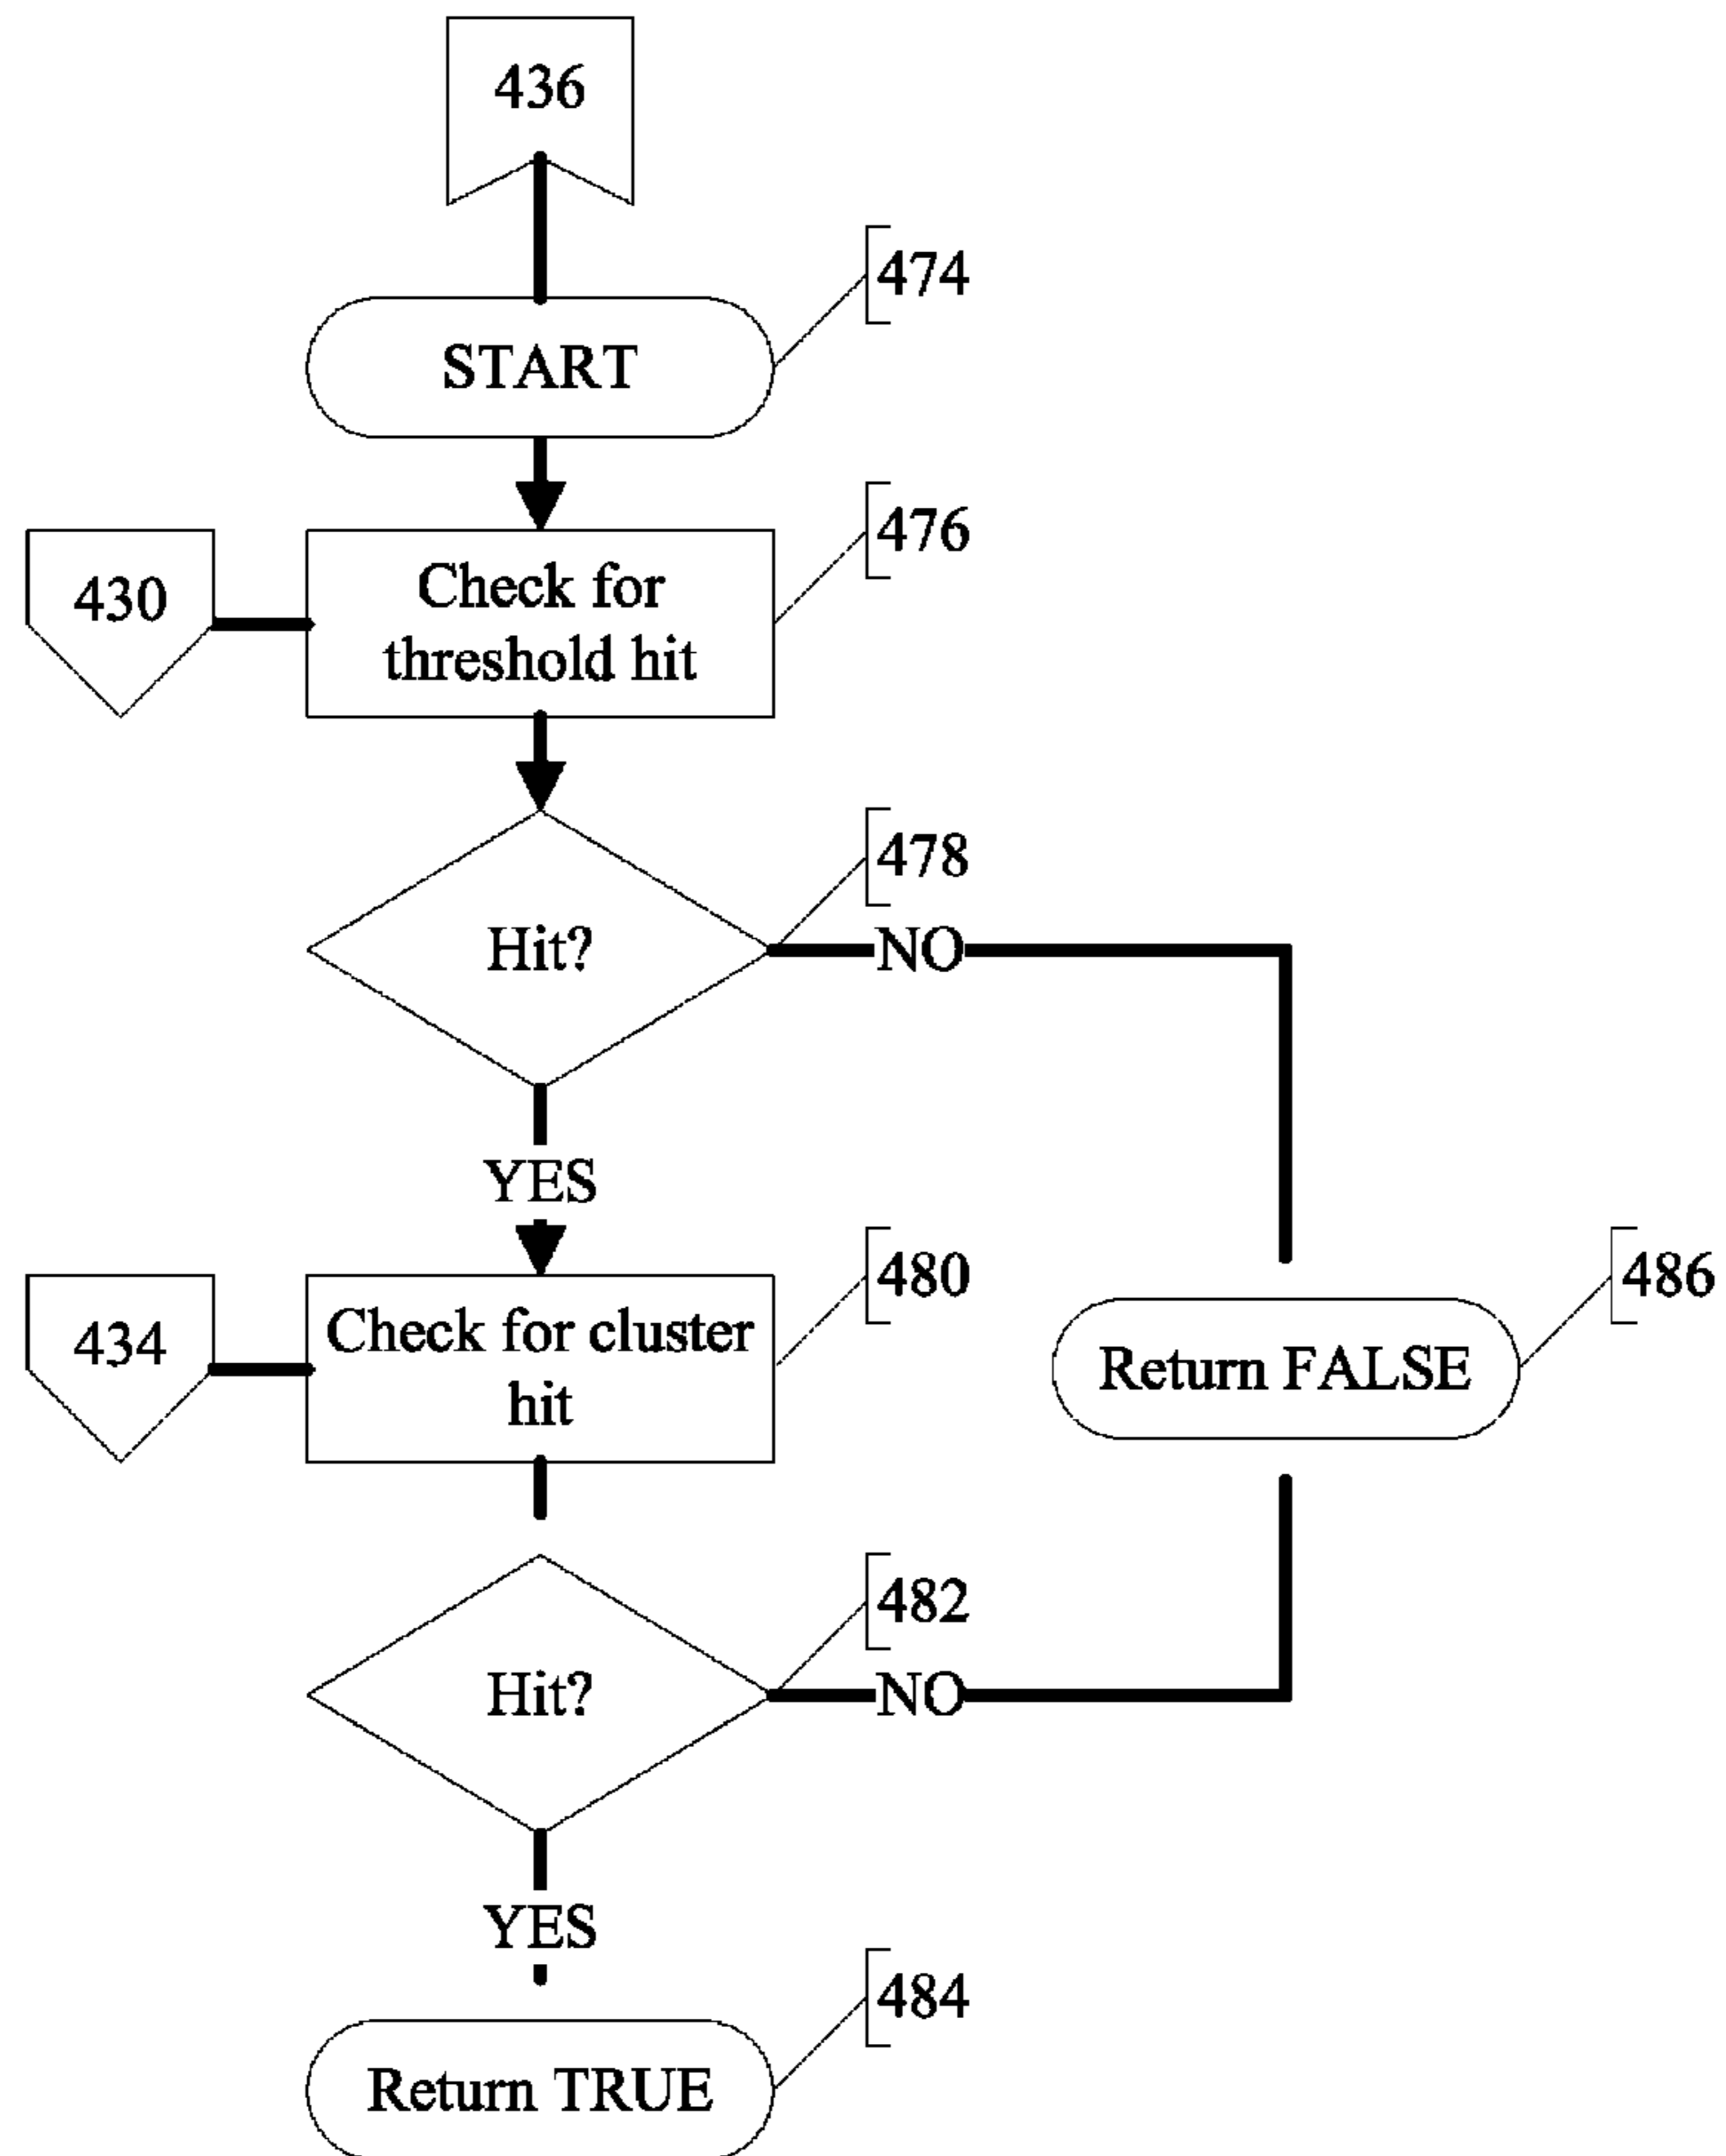 436
474
START
476
430
Check for
threshold hit
478
Hit?
NO
YES
480
486
434
Check for cluster
hit
Return FALSE
482
Hit?
NO
YES
484
Return TRUE